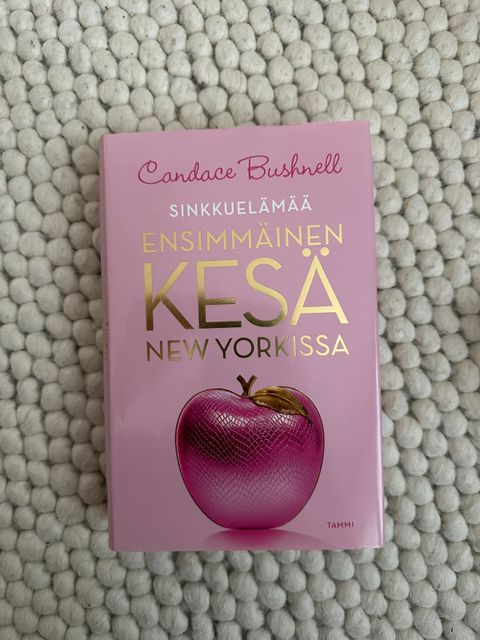 Candace Bushnell
SINKKUELÄMÄÄ
ENSIMMÄINEN
KESÄ
NEW YORKISSA
TAMMI